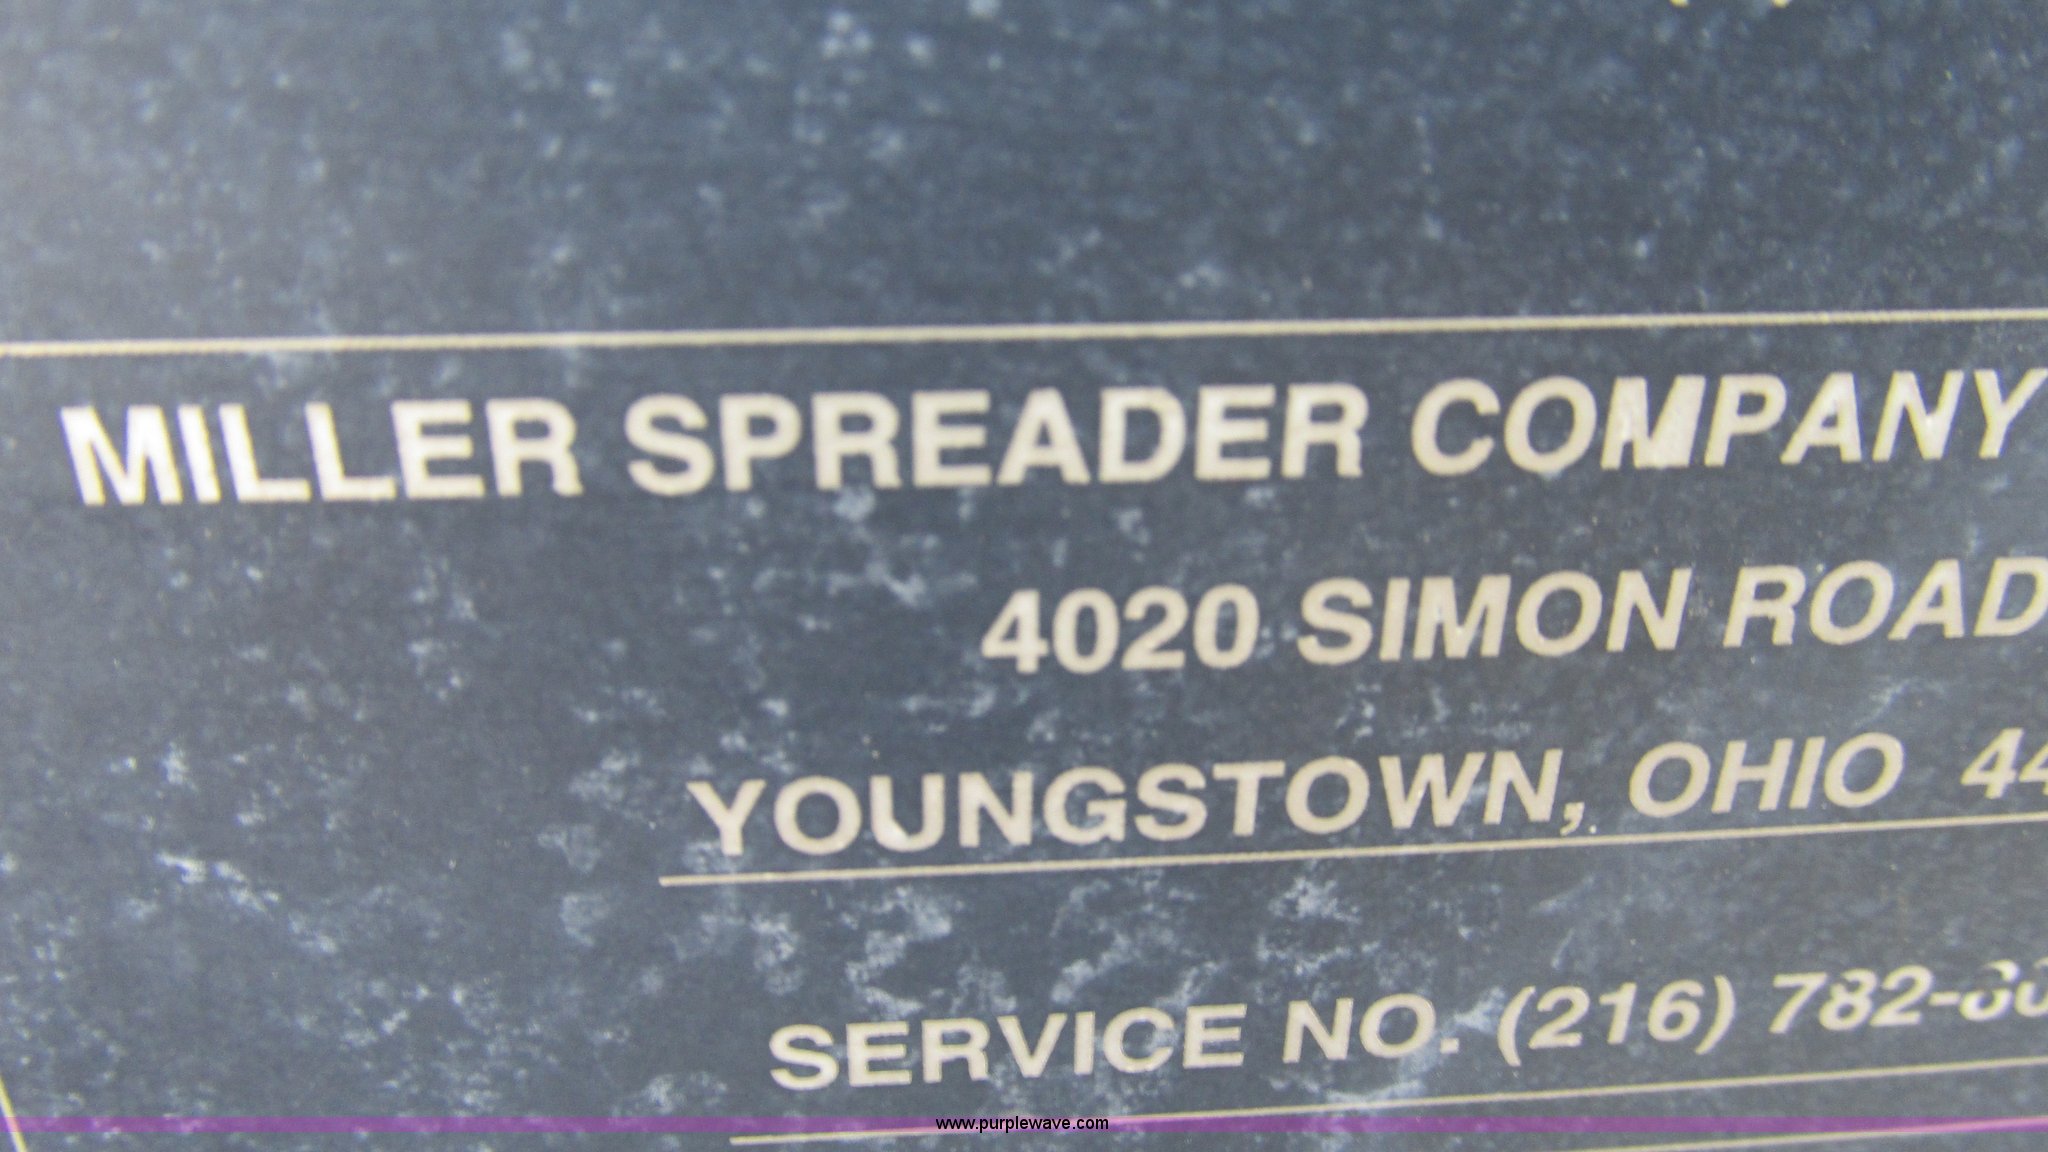 MILLER SPREADER COMPANY
4020 SIMON ROAD
YOUNGSTOWN, OHIO
SERVICE NO. (216)
www.purplewave.com